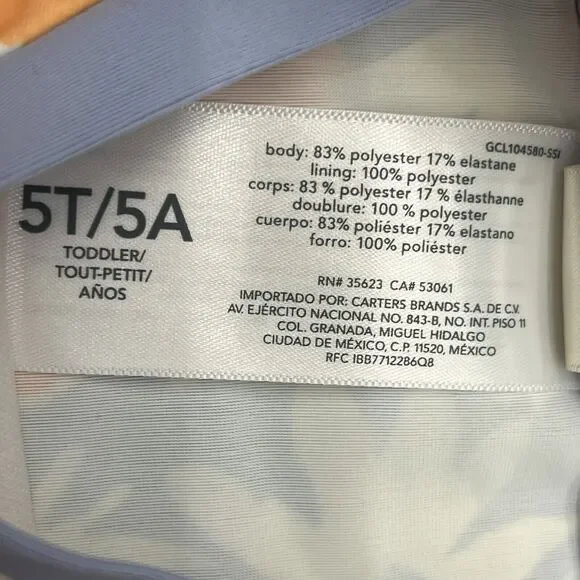 GCL104580-SSI
body: 83% polyester 17% elastane
lining: 100% polyester
corps: 83 % polyester 17 % élasthanne
doublure: 100 % polyester
cuerpo: 83% poliéster 17% elastano
forro: 100% poliéster
5T/5A
TODDLER/
TOUT-PETIT/
AÑOS
RN# 35623 CA# 53061
IMPORTADO POR: CARTERS BRANDS S.A. DE C.V.
AV. EJÉRCITO NACIONAL NO. 843-B, NO. INT. PISO 11
COL. GRANADA, MIGUEL HIDALGO
CIUDAD DE MÉXICO, C.P. 11520, MÉXICO
RFC IBB7712286Q8